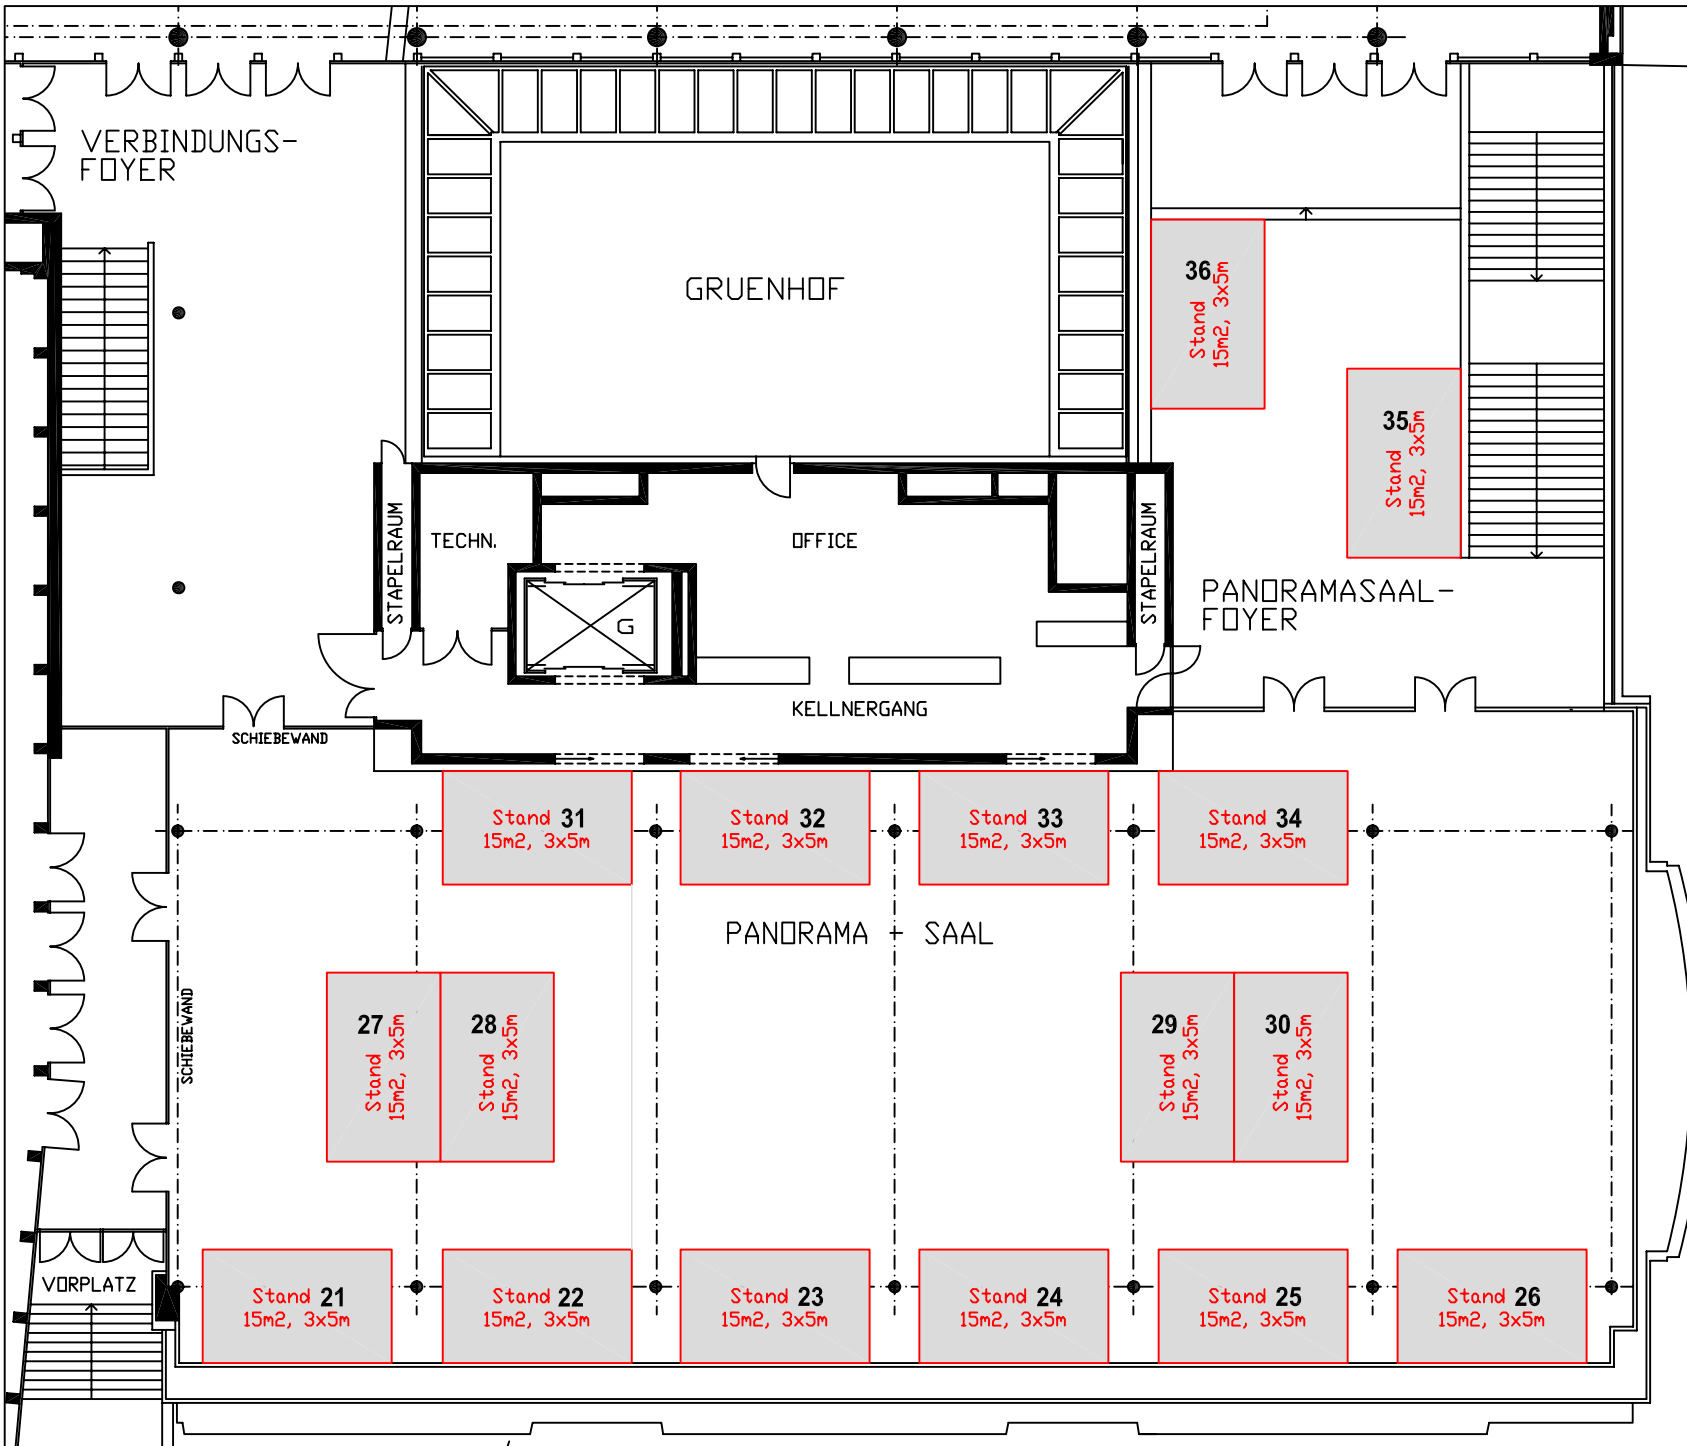 VERBINDUNGS-
FOYER
GRUENHOF
36
Stand
15m2, 3x5m
35
Stand
15m2, 3x5m
STAPELRAUM
TECHN.
OFFICE
STAPELRAUM
G
PANORAMASAAL-
FOYER
KELLNERGANG
SCHIEBEWAND
Stand 31
15m2, 3x5m
Stand 32
15m2, 3x5m
Stand 33
15m2, 3x5m
Stand 34
15m2, 3x5m
PANORAMA + SAAL
SCHIEBEWAND
27
Stand
15m2, 3x5m
28
Stand
15m2, 3x5m
29
Stand
15m2, 3x5m
30
Stand
15m2, 3x5m
VORPLATZ
Stand 21
15m2, 3x5m
Stand 22
15m2, 3x5m
Stand 23
15m2, 3x5m
Stand 24
15m2, 3x5m
Stand 25
15m2, 3x5m
Stand 26
15m2, 3x5m